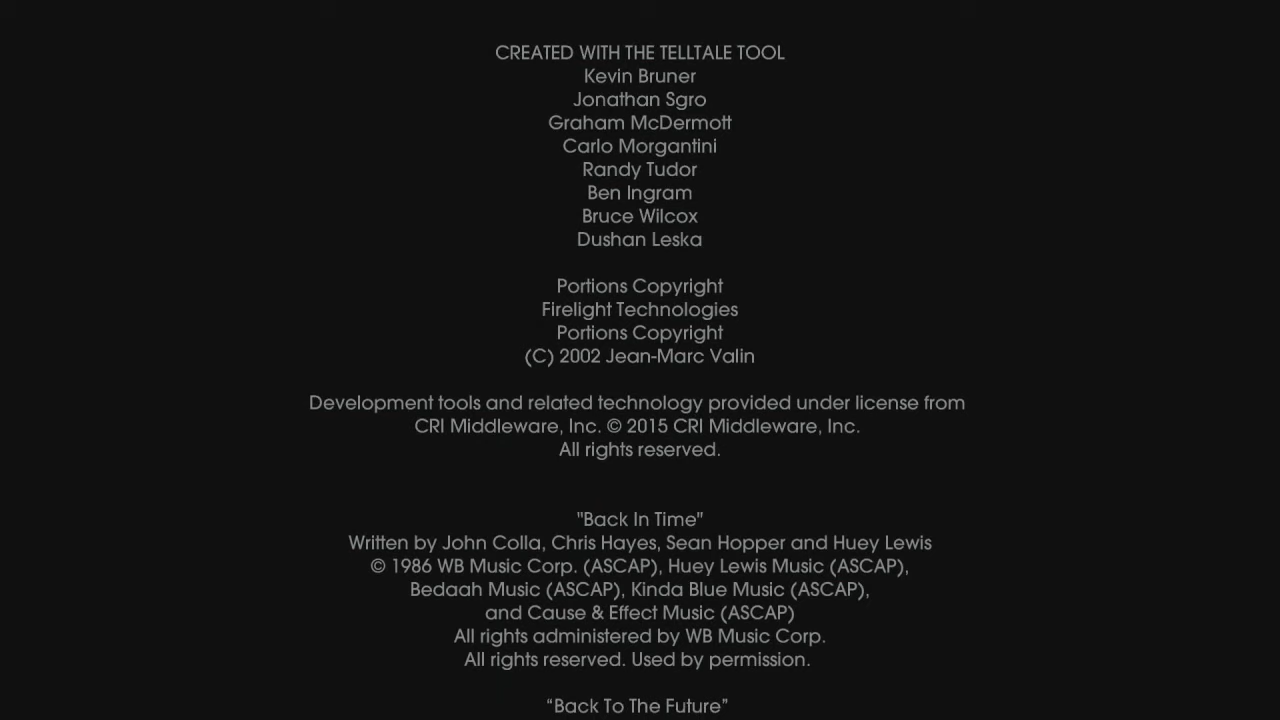 CREATED WITH THE TELLTALE TOOL
Kevin Bruner
Jonathan Sgro
Graham McDermott
Carlo Morgantini
Randy Tudor
Ben Ingram
Bruce Wilcox
Dushan Leska
Portions Copyright
Firelight Technologies
Portions Copyright
(C) 2002 Jean-Marc Valin
Development tools and related technology provided under license from
CRI Middleware, Inc. © 2015 CRI Middleware, Inc.
All rights reserved.
"Back In Time"
Written by John Colla, Chris Hayes, Sean Hopper and Huey Lewis
© 1986 WB Music Corp. (ASCAP), Huey Lewis Music (ASCAP),
Bedaah Music (ASCAP), Kinda Blue Music (ASCAP),
and Cause & Effect Music (ASCAP)
All rights administered by WB Music Corp.
All rights reserved. Used by permission.
“Back To The Future”